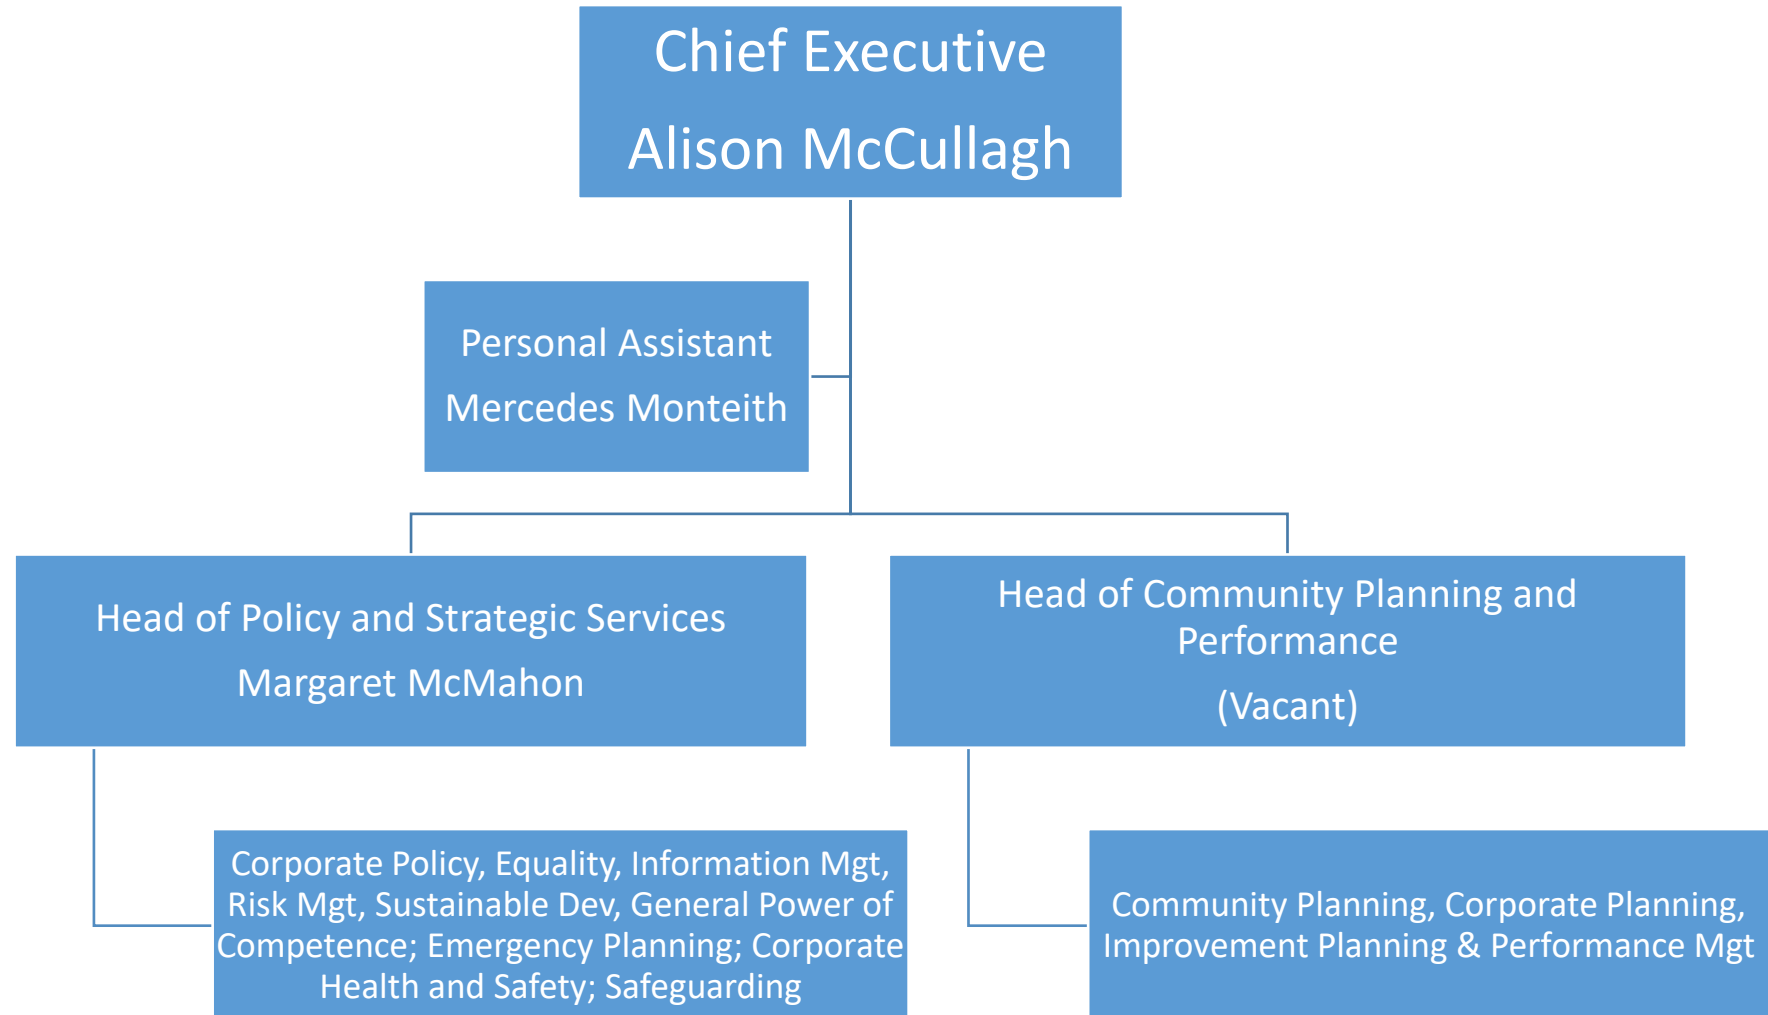 Chief Executive
Alison McCullagh
Personal Assistant
Mercedes Monteith
Head of Policy and Strategic Services
Margaret McMahon
Head of Community Planning and
Performance
(Vacant)
Corporate Policy, Equality, Information Mgt,
Risk Mgt, Sustainable Dev, General Power of
Competence; Emergency Planning; Corporate
Health and Safety; Safeguarding
Community Planning, Corporate Planning,
Improvement Planning & Performance Mgt